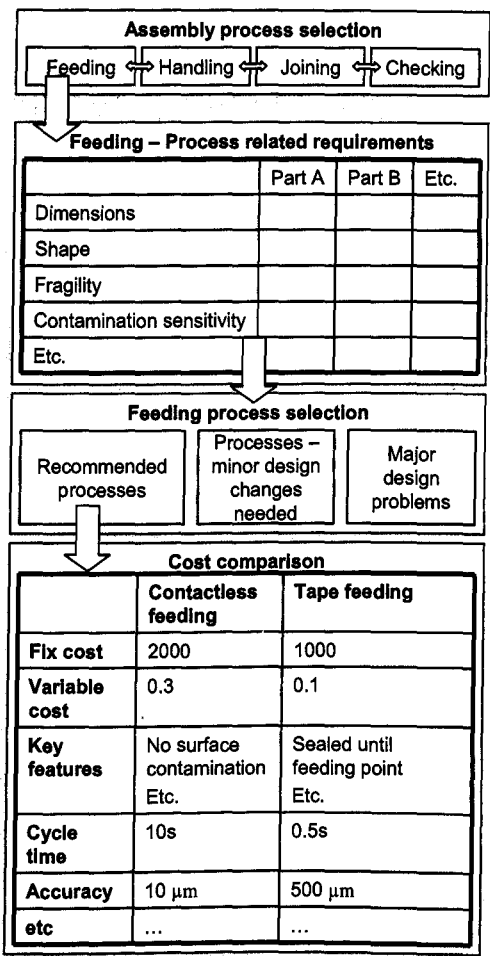 Assembly process selection
Feeding Handling Joining Checking
Feeding – Process related requirements
Part A Part B Etc.
Dimensions
Shape
Fragility
Contamination sensitivity
Etc.
Feeding process selection
Recommended
processes
Processes –
minor design
changes
needed
Major
design
problems
Cost comparison
Contactless
feeding
Tape feeding
Fix cost 2000 1000
Variable
cost
0.3 0.1
Key
features
No surface
contamination
Etc.
Sealed until
feeding point
Etc.
Cycle
time
10s 0.5s
Accuracy 10 μm 500 μm
etc ... ...